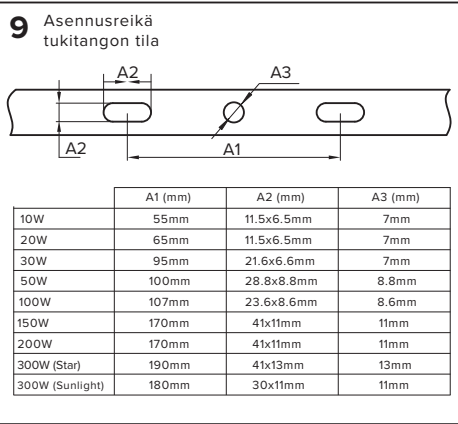 9 Asennusreikä
tukitangon tila
A2 A3
A2 A1
A1 (mm) A2 (mm) A3 (mm)
10W 55mm 11.5x6.5mm 7mm
20W 65mm 11.5x6.5mm 7mm
30W 95mm 21.6x6.6mm 7mm
50W 100mm 28.8x8.8mm 8.8mm
100W 107mm 23.6x8.6mm 8.6mm
150W 170mm 41x11mm 11mm
200W 170mm 41x11mm 11mm
300W (Star) 190mm 41x13mm 13mm
300W (Sunlight) 180mm 30x11mm 11mm